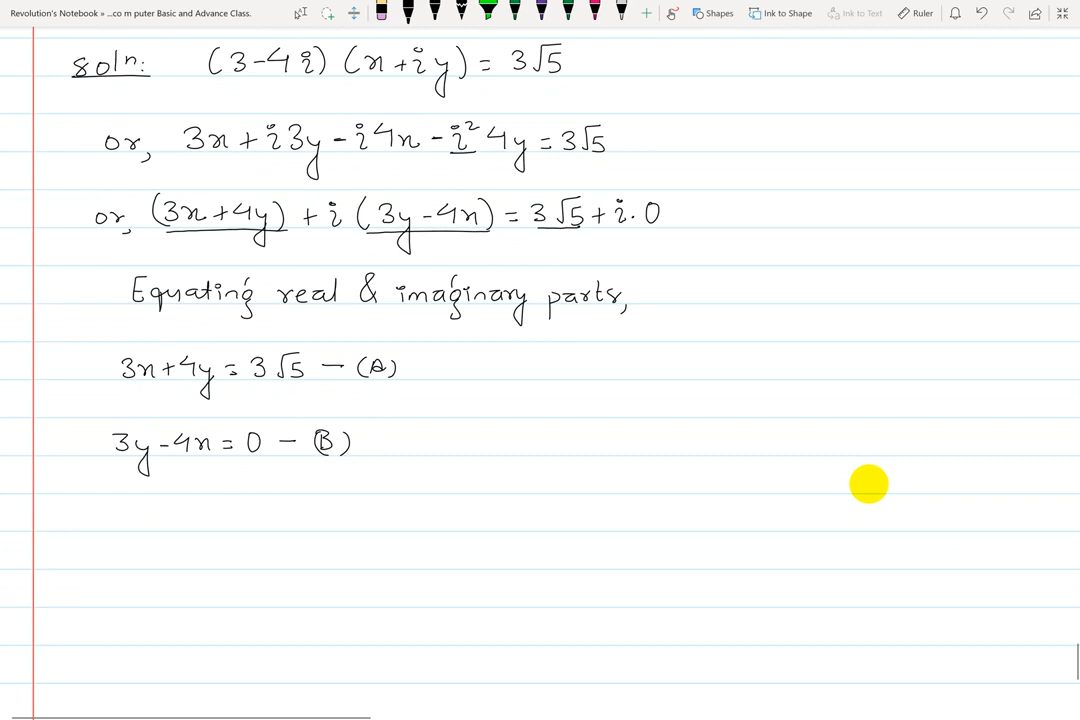 Revolution's Notebook » ...co m puter Basic and Advance Class.
Shapes
Ink to Shape
Ink to Text
Ruler
soln: (3-4i) (x+iy) = 3√5
or, 3x + i3y - i4x - i²4y = 3√5
or, (3x+4y) + i (3y-4x) = 3√5 + i.0
Equating real & imaginary parts,
3x+4y = 3√5 — (A)
3y-4x = 0 — (B)